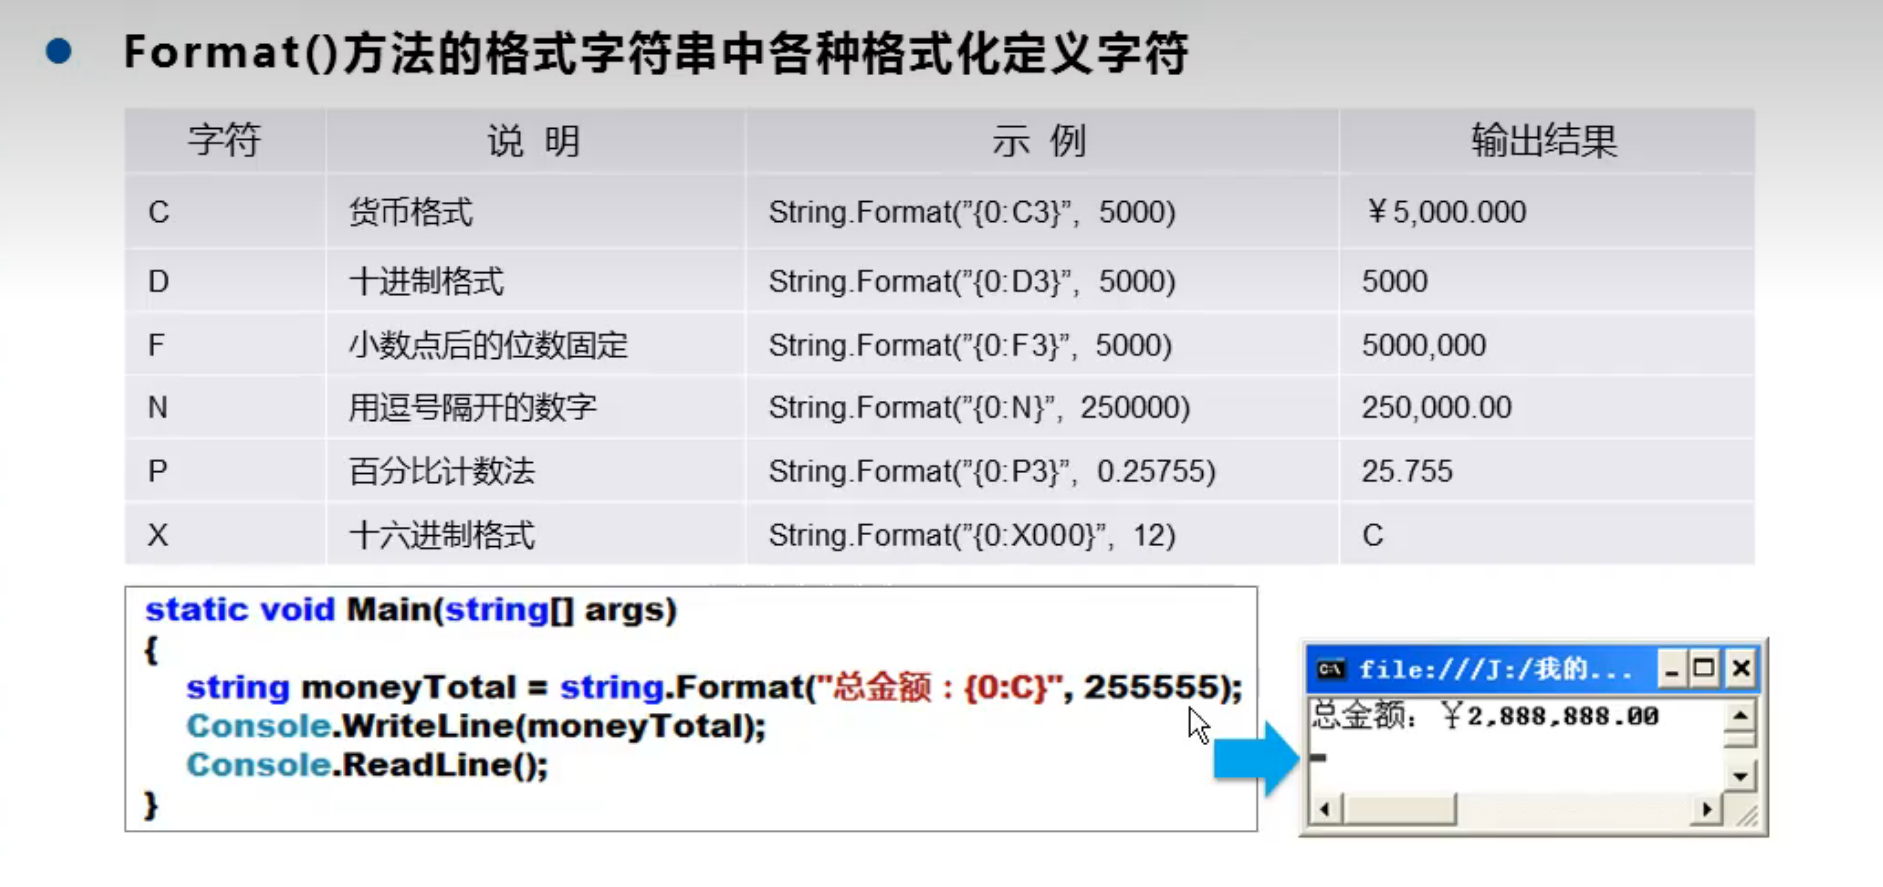 Format()方法的格式字符串中各种格式化定义字符
字符 说 明 示 例 输出结果
C 货币格式 String.Format("{0:C3}", 5000) ￥5,000.000
D 十进制格式 String.Format("{0:D3}", 5000) 5000
F 小数点后的位数固定 String.Format("{0:F3}", 5000) 5000,000
N 用逗号隔开的数字 String.Format("{0:N}", 250000) 250,000.00
P 百分比计数法 String.Format("{0:P3}", 0.25755) 25.755
X 十六进制格式 String.Format("{0:X000}", 12) C
static void Main(string[] args)
{
string moneyTotal = string.Format("总金额：{0:C}", 255555);
Console.WriteLine(moneyTotal);
Console.ReadLine();
}
C:\ file:///J:/我的...
总金额：￥2,888,888.00